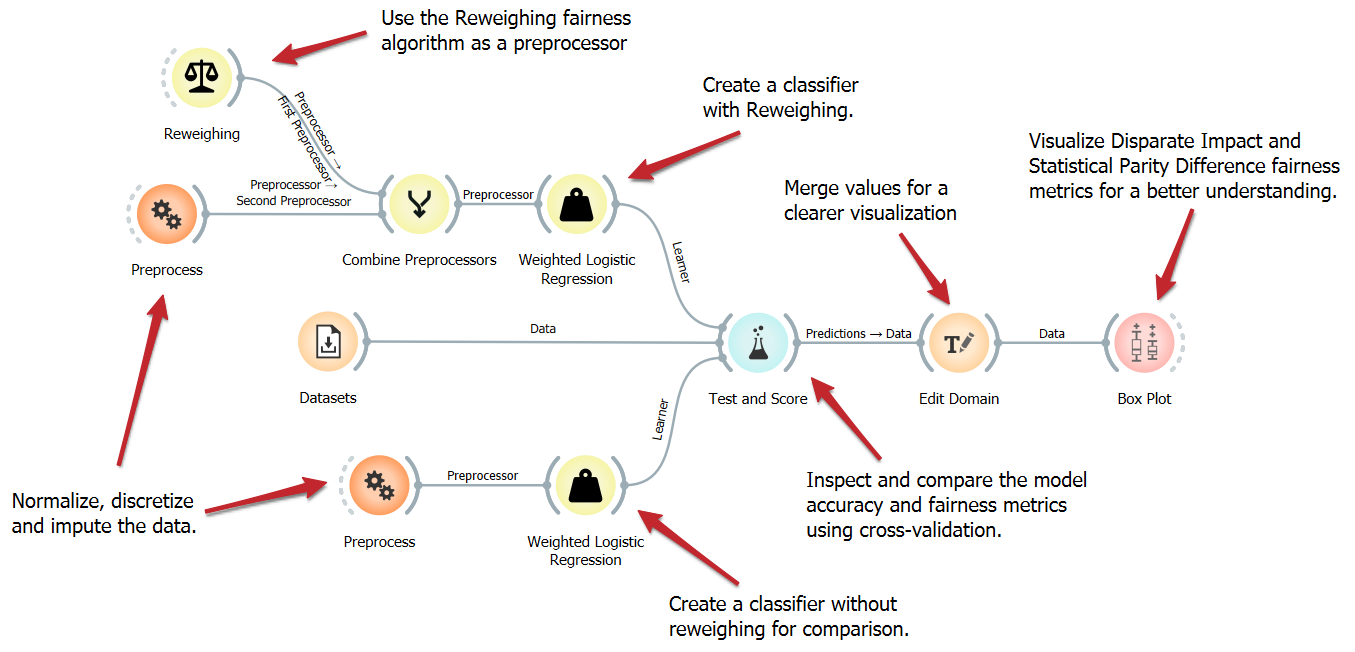 Use the Reweighing fairness
algorithm as a preprocessor
Reweighing
Preprocessor →
First Preprocessor
Create a classifier
with Reweighing.
Visualize Disparate Impact and
Statistical Parity Difference fairness
metrics for a better understanding.
Merge values for a
clearer visualization
Preprocessor →
Second Preprocessor
Preprocess
Combine Preprocessors
Preprocessor
Weighted Logistic
Regression
Learner
Datasets
Data
Test and Score
Predictions → Data
Edit Domain
Data
Box Plot
Normalize, discretize
and impute the data.
Preprocess
Preprocessor
Weighted Logistic
Regression
Learner
Inspect and compare the model
accuracy and fairness metrics
using cross-validation.
Create a classifier without
reweighing for comparison.